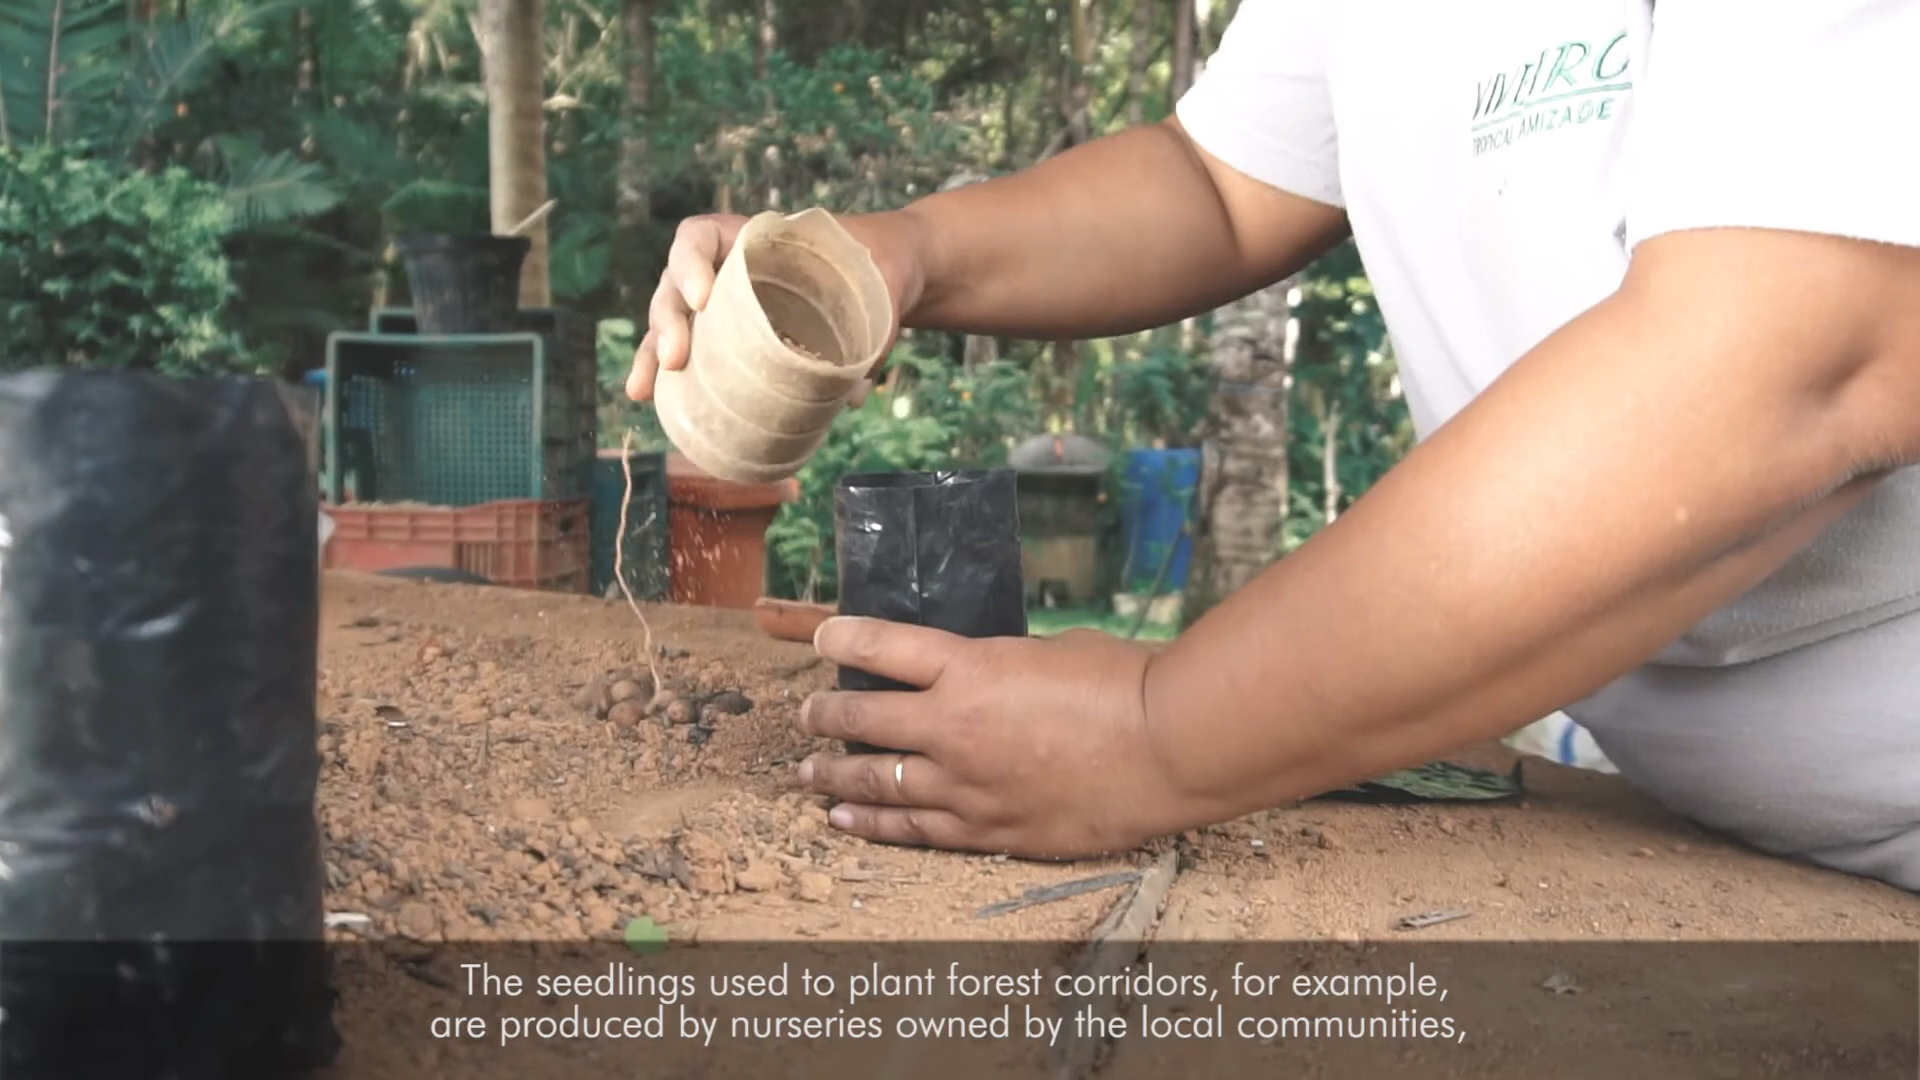 VIVEIRO
TROPICAL AMIZADE
The seedlings used to plant forest corridors, for example,
are produced by nurseries owned by the local communities,